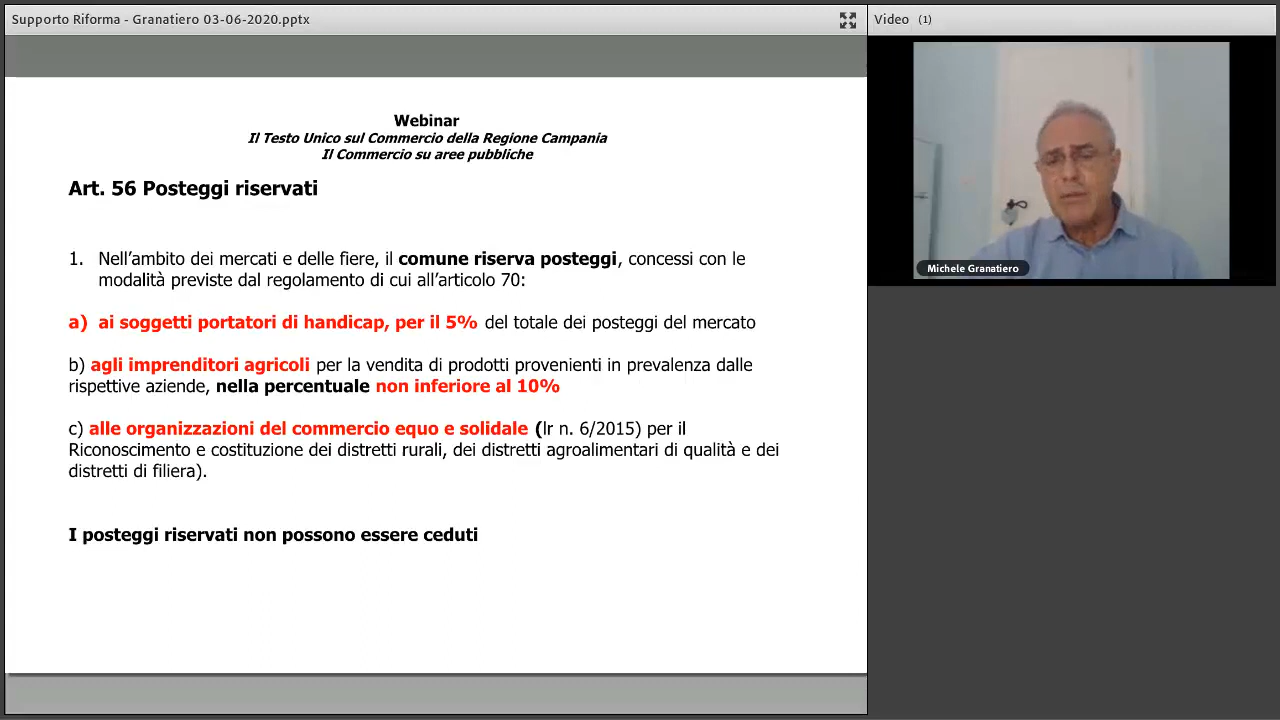 Supporto Riforma - Granatiero 03-06-2020.pptx
Video (1)
Webinar
Il Testo Unico sul Commercio della Regione Campania
Il Commercio su aree pubbliche
Art. 56 Posteggi riservati
1. Nell'ambito dei mercati e delle fiere, il comune riserva posteggi, concessi con le
modalità previste dal regolamento di cui all'articolo 70:
a) ai soggetti portatori di handicap, per il 5% del totale dei posteggi del mercato
b) agli imprenditori agricoli per la vendita di prodotti provenienti in prevalenza dalle
rispettive aziende, nella percentuale non inferiore al 10%
c) alle organizzazioni del commercio equo e solidale (lr n. 6/2015) per il
Riconoscimento e costituzione dei distretti rurali, dei distretti agroalimentari di qualità e dei
distretti di filiera).
I posteggi riservati non possono essere ceduti
Michele Granatiero